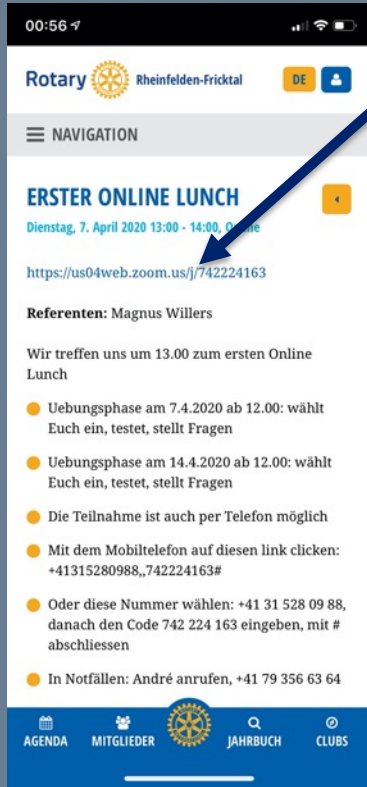 00:56
Rotary Rheinfelden-Fricktal DE
NAVIGATION
ERSTER ONLINE LUNCH
Dienstag, 7. April 2020 13:00 - 14:00, Online
https://us04web.zoom.us/j/742224163
Referenten: Magnus Willers
Wir treffen uns um 13.00 zum ersten Online
Lunch
Uebungsphase am 7.4.2020 ab 12.00: wählt
Euch ein, testet, stellt Fragen
Uebungsphase am 14.4.2020 ab 12.00: wählt
Euch ein, testet, stellt Fragen
Die Teilnahme ist auch per Telefon möglich
Mit dem Mobiltelefon auf diesen link clicken:
+41315280988,,742224163#
Oder diese Nummer wählen: +41 31 528 09 88,
danach den Code 742 224 163 eingeben, mit #
abschliessen
In Notfällen: André anrufen, +41 79 356 63 64
AGENDA MITGLIEDER JAHRBUCH CLUBS